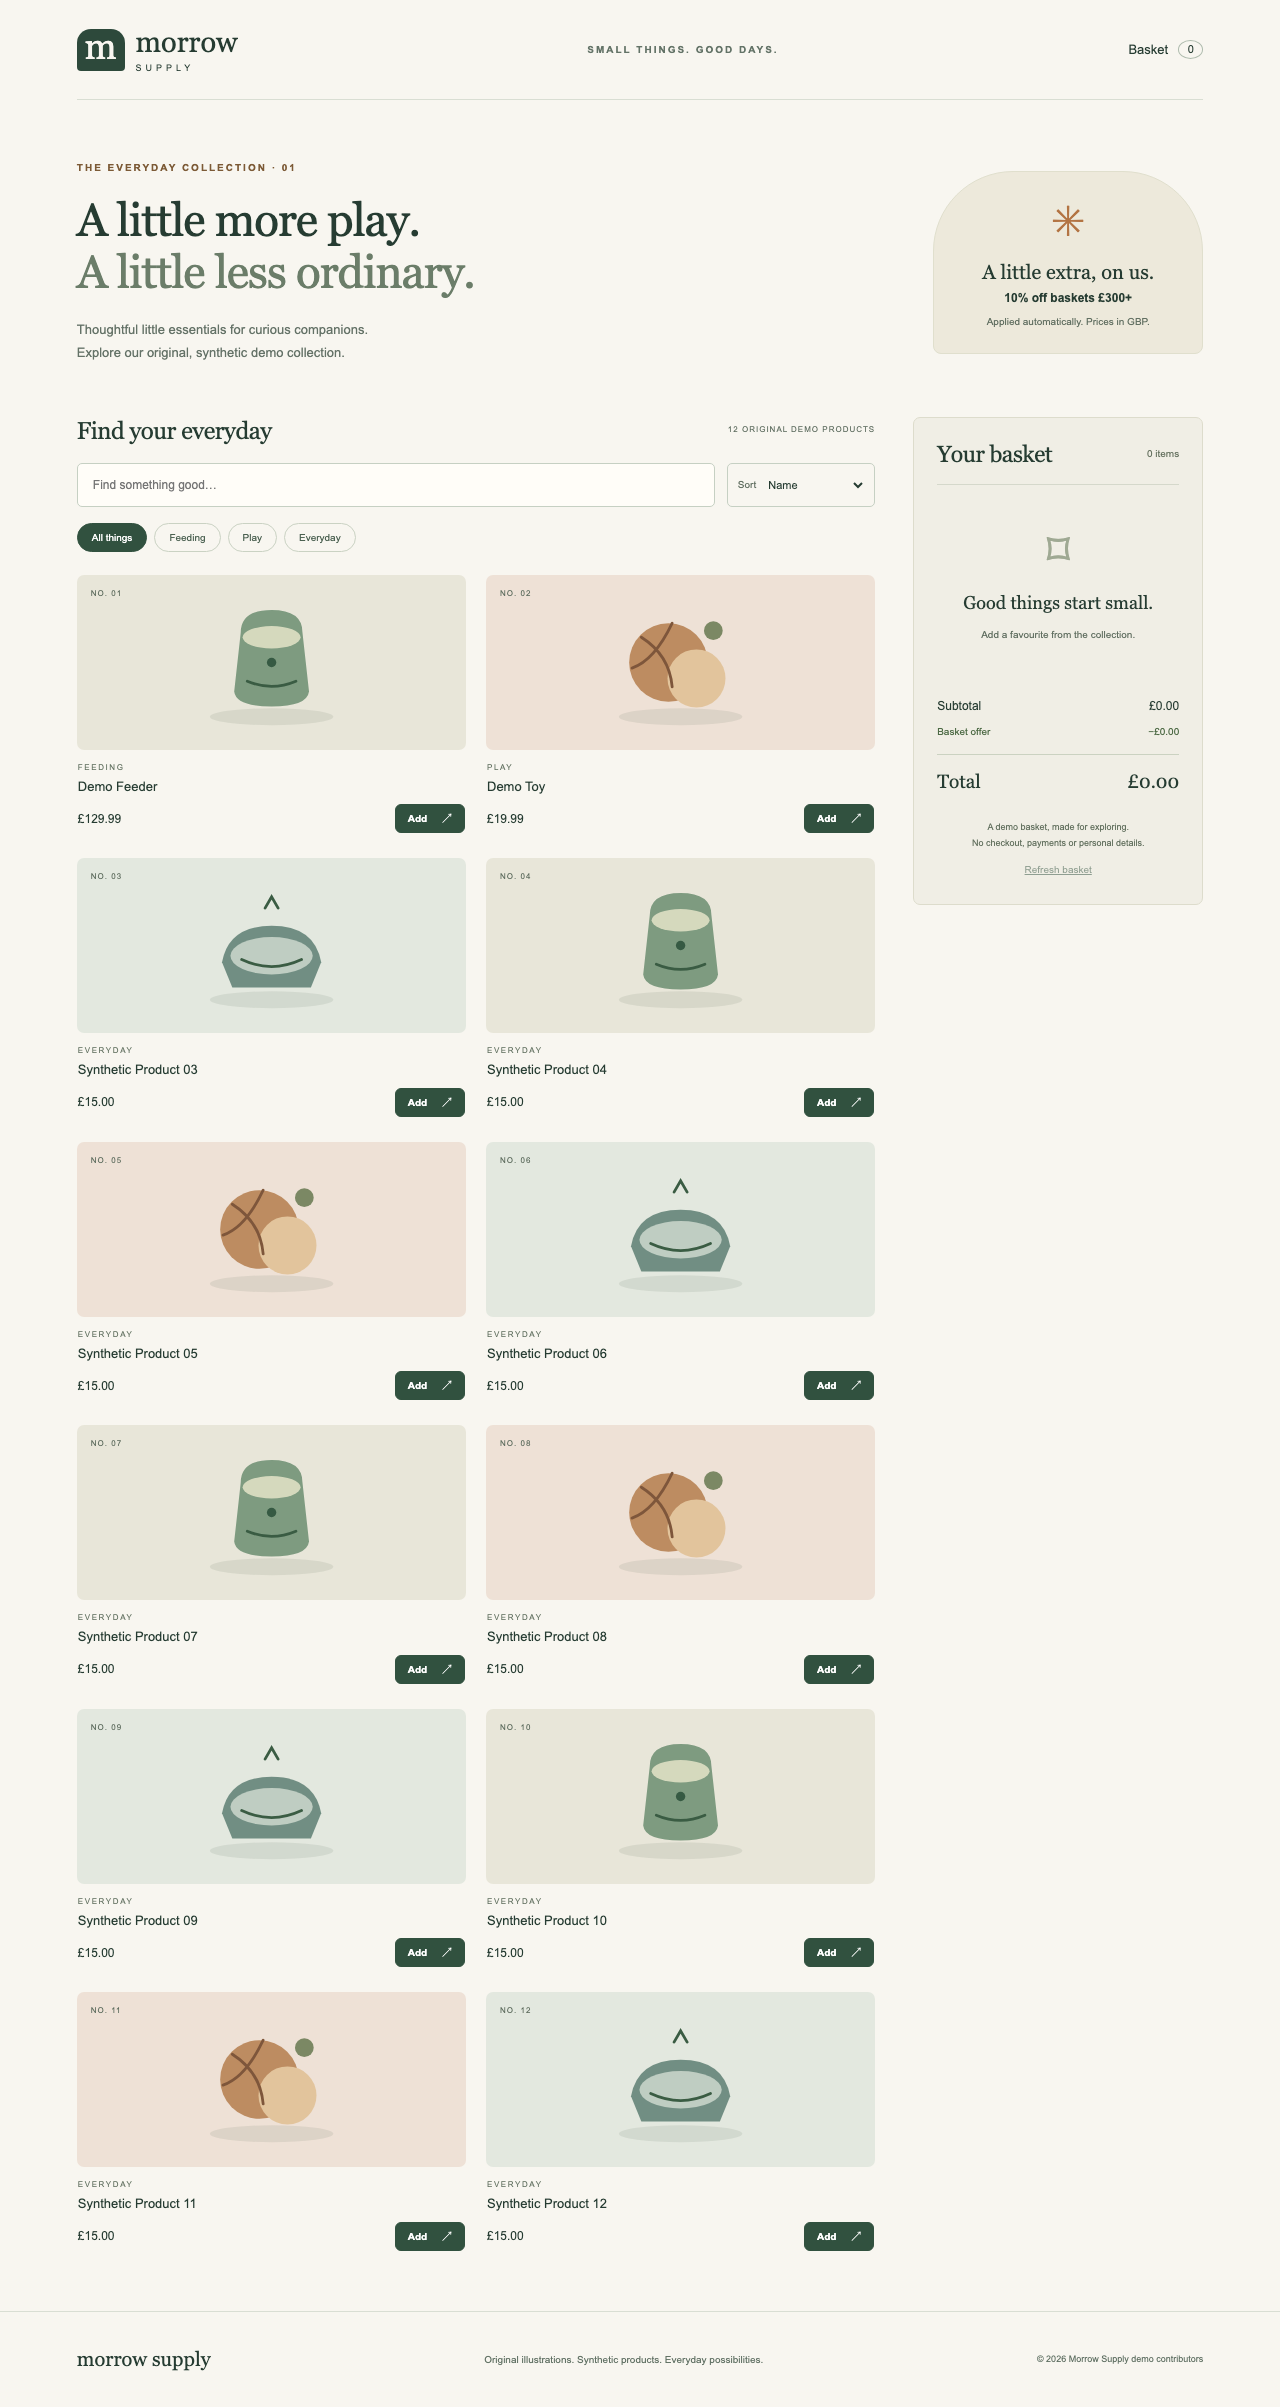 m morrow
SUPPLY
SMALL THINGS. GOOD DAYS.
Basket 0
THE EVERYDAY COLLECTION · 01
A little more play.
A little less ordinary.
Thoughtful little essentials for curious companions.
Explore our original, synthetic demo collection.
A little extra, on us.
10% off baskets £300+
Applied automatically. Prices in GBP.
Find your everyday
12 ORIGINAL DEMO PRODUCTS
Find something good...
Sort Name
All things Feeding Play Everyday
NO. 01
FEEDING
Demo Feeder
£129.99 Add
NO. 02
PLAY
Demo Toy
£19.99 Add
NO. 03
EVERYDAY
Synthetic Product 03
£15.00 Add
NO. 04
EVERYDAY
Synthetic Product 04
£15.00 Add
NO. 05
EVERYDAY
Synthetic Product 05
£15.00 Add
NO. 06
EVERYDAY
Synthetic Product 06
£15.00 Add
NO. 07
EVERYDAY
Synthetic Product 07
£15.00 Add
NO. 08
EVERYDAY
Synthetic Product 08
£15.00 Add
NO. 09
EVERYDAY
Synthetic Product 09
£15.00 Add
NO. 10
EVERYDAY
Synthetic Product 10
£15.00 Add
NO. 11
EVERYDAY
Synthetic Product 11
£15.00 Add
NO. 12
EVERYDAY
Synthetic Product 12
£15.00 Add
Your basket 0 items
Good things start small.
Add a favourite from the collection.
Subtotal £0.00
Basket offer −£0.00
Total £0.00
A demo basket, made for exploring.
No checkout, payments or personal details.
Refresh basket
morrow supply
Original illustrations. Synthetic products. Everyday possibilities.
© 2026 Morrow Supply demo contributors